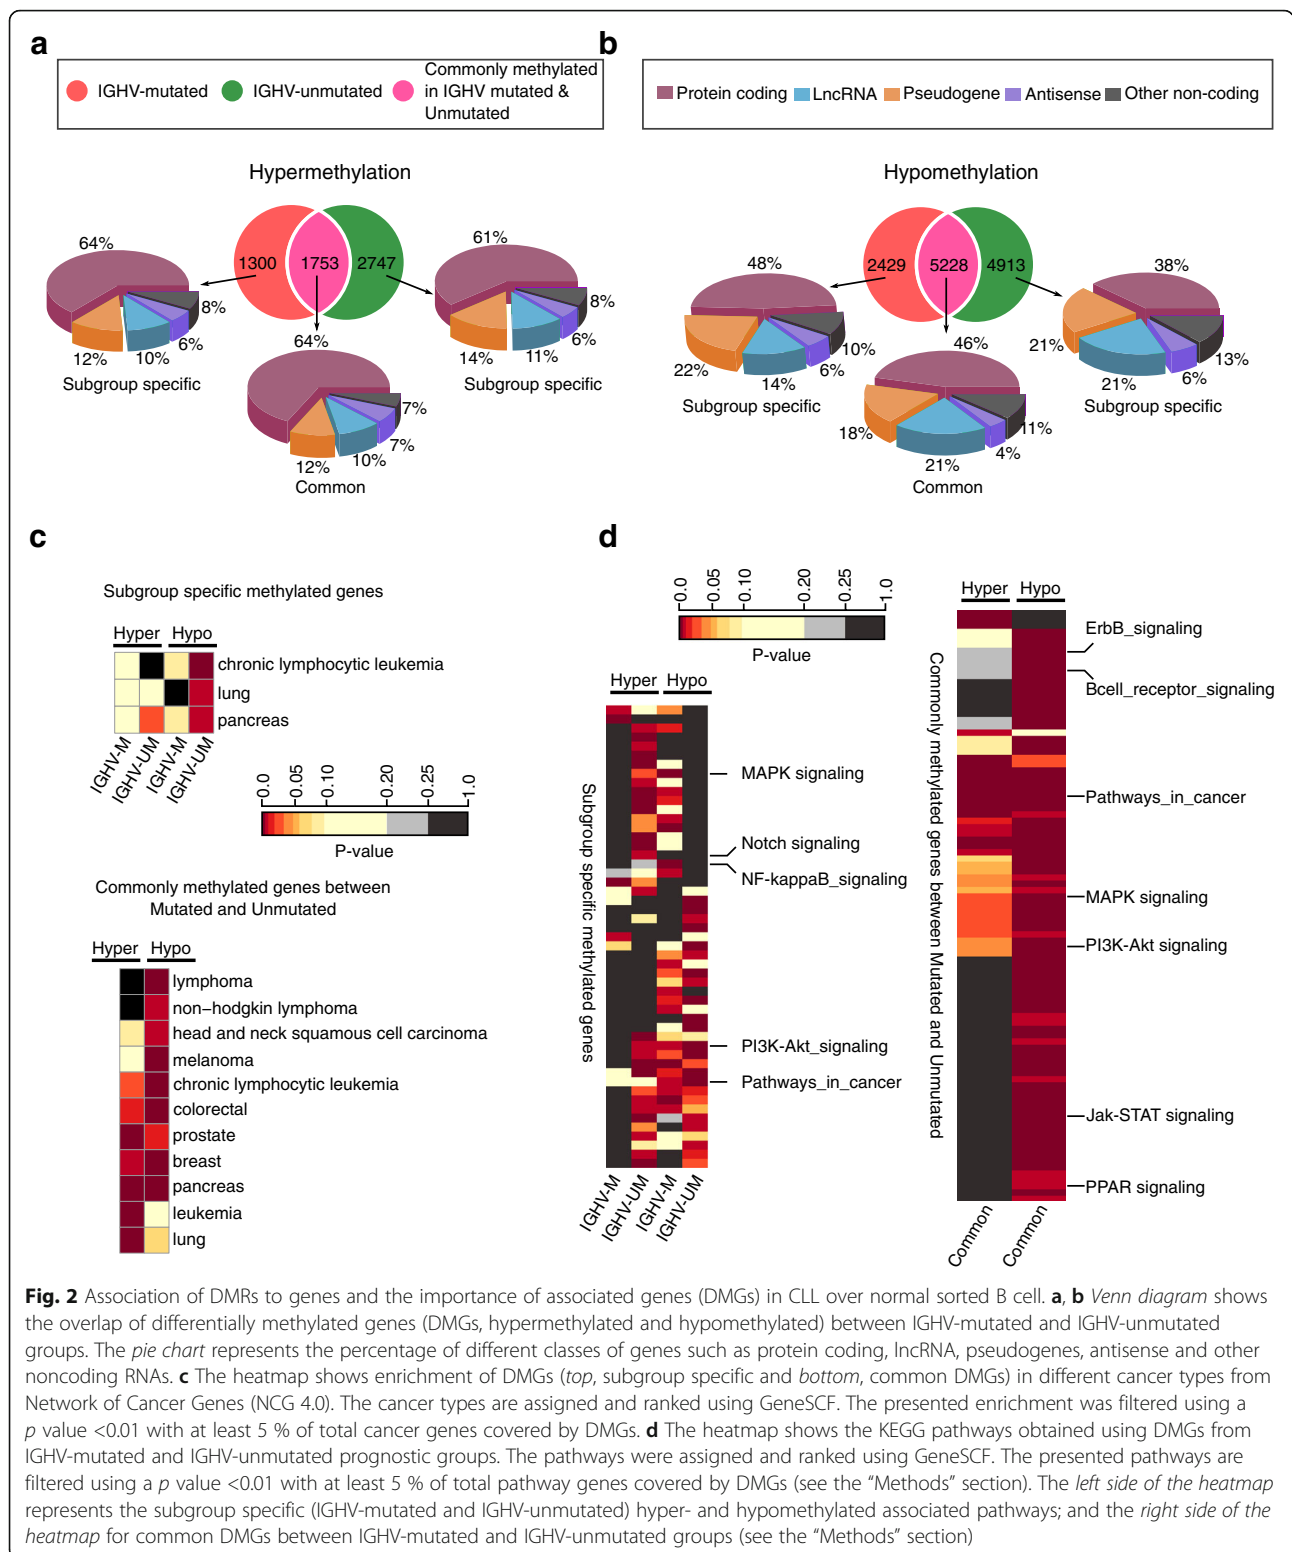 a
IGHV-mutated
IGHV-unmutated
Commonly methylated
in IGHV mutated &
Unmutated
b
Protein coding
LncRNA
Pseudogene
Antisense
Other non-coding
Hypermethylation
1300
1753
2747
64%
12%
10%
6%
8%
Subgroup specific
61%
14%
11%
6%
8%
Subgroup specific
64%
12%
10%
7%
7%
Common
Hypomethylation
2429
5228
4913
48%
22%
14%
6%
10%
Subgroup specific
38%
21%
21%
6%
13%
Subgroup specific
46%
18%
21%
4%
11%
Common
c
Subgroup specific methylated genes
Hyper
Hypo
chronic lymphocytic leukemia
lung
pancreas
IGHV-M
IGHV-UM
IGHV-M
IGHV-UM
0.0
0.05
0.10
0.20
0.25
1.0
P-value
Commonly methylated genes between
Mutated and Unmutated
Hyper
Hypo
lymphoma
non-hodgkin lymphoma
head and neck squamous cell carcinoma
melanoma
chronic lymphocytic leukemia
colorectal
prostate
breast
pancreas
leukemia
lung
d
0.0
0.05
0.10
0.20
0.25
1.0
P-value
Hyper
Hypo
Subgroup specific methylated genes
MAPK signaling
Notch signaling
NF-kappaB_signaling
PI3K-Akt_signaling
Pathways_in_cancer
IGHV-M
IGHV-UM
IGHV-M
IGHV-UM
Hyper
Hypo
Commonly methylated genes between Mutated and Unmutated
ErbB_signaling
Bcell_receptor_signaling
Pathways_in_cancer
MAPK signaling
PI3K-Akt signaling
Jak-STAT signaling
PPAR signaling
Common
Common
Fig. 2 Association of DMRs to genes and the importance of associated genes (DMGs) in CLL over normal sorted B cell. a, b Venn diagram shows
the overlap of differentially methylated genes (DMGs, hypermethylated and hypomethylated) between IGHV-mutated and IGHV-unmutated
groups. The pie chart represents the percentage of different classes of genes such as protein coding, lncRNA, pseudogenes, antisense and other
noncoding RNAs. c The heatmap shows enrichment of DMGs (top, subgroup specific and bottom, common DMGs) in different cancer types from
Network of Cancer Genes (NCG 4.0). The cancer types are assigned and ranked using GeneSCF. The presented enrichment was filtered using a
p value <0.01 with at least 5 % of total cancer genes covered by DMGs. d The heatmap shows the KEGG pathways obtained using DMGs from
IGHV-mutated and IGHV-unmutated prognostic groups. The pathways were assigned and ranked using GeneSCF. The presented pathways are
filtered using a p value <0.01 with at least 5 % of total pathway genes covered by DMGs (see the "Methods" section). The left side of the heatmap
represents the subgroup specific (IGHV-mutated and IGHV-unmutated) hyper- and hypomethylated associated pathways; and the right side of the
heatmap for common DMGs between IGHV-mutated and IGHV-unmutated groups (see the "Methods" section)